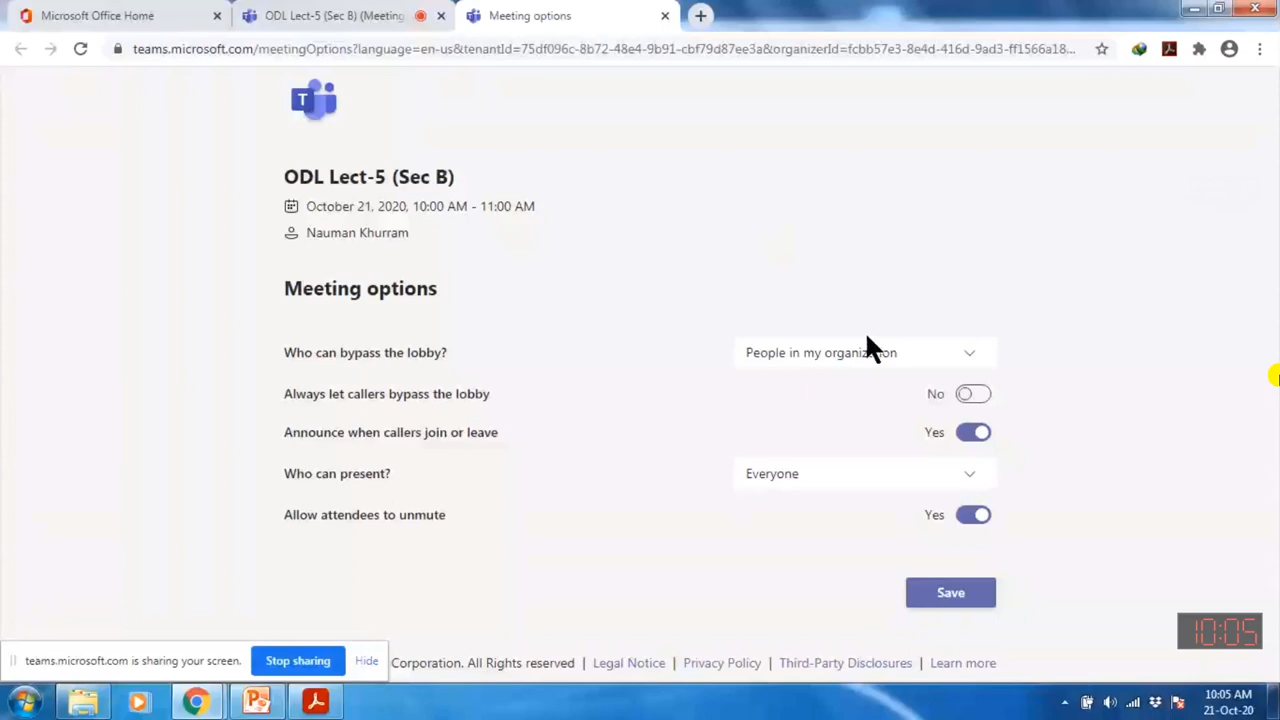 Microsoft Office Home
ODL Lect-5 (Sec B) (Meeting
Meeting options
teams.microsoft.com/meetingOptions?language=en-us&tenantId=75df096c-8b72-48e4-9b91-cbf79d87ee3a&organizerId=fcbb57e3-8e4d-416d-9ad3-ff1566a18...
T
ODL Lect-5 (Sec B)
October 21, 2020, 10:00 AM - 11:00 AM
Nauman Khurram
Meeting options
Who can bypass the lobby? People in my organization
Always let callers bypass the lobby No
Announce when callers join or leave Yes
Who can present? Everyone
Allow attendees to unmute Yes
Save
10:05
teams.microsoft.com is sharing your screen. Stop sharing Hide
Corporation. All Rights reserved | Legal Notice | Privacy Policy | Third-Party Disclosures | Learn more
10:05 AM
21-Oct-20